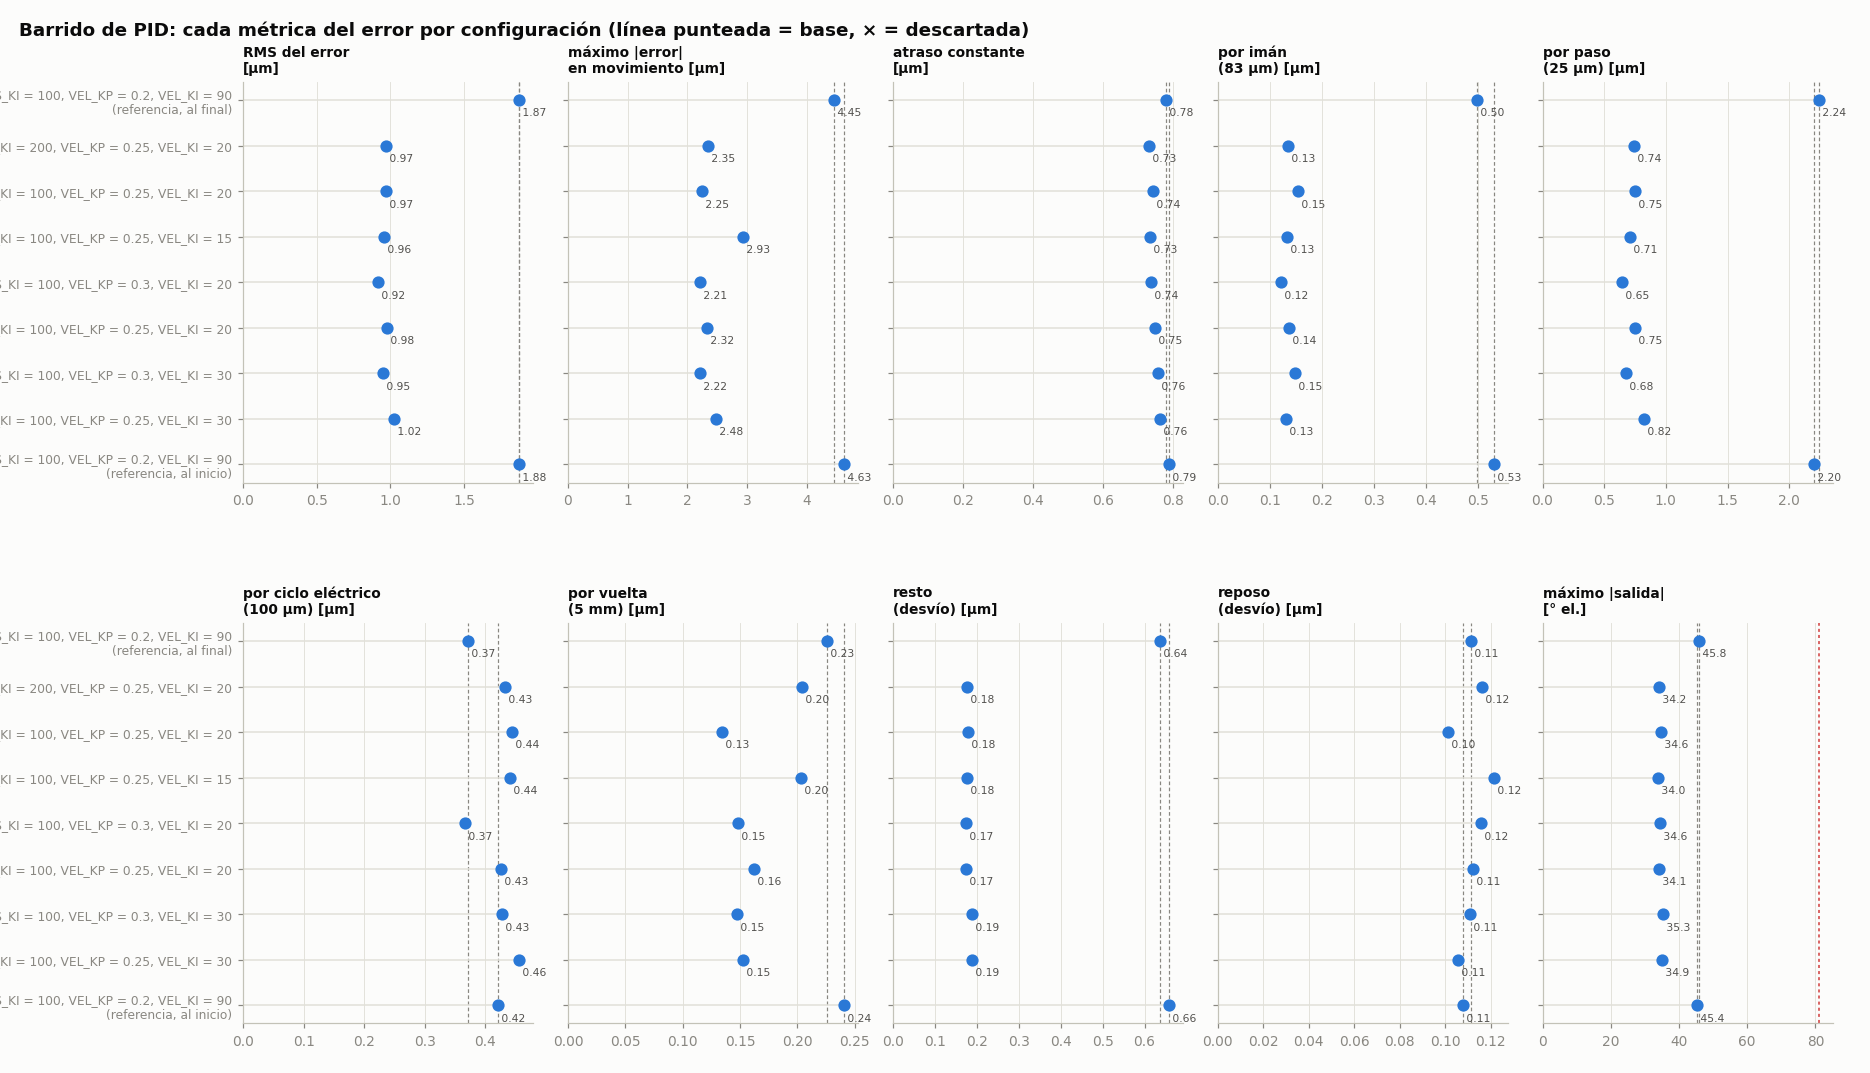 Barrido de PID: cada métrica del error por configuración (línea punteada = base, × = descartada)
RMS del error
[µm]
máximo |error|
en movimiento [µm]
atraso constante
[µm]
por imán
(83 µm) [µm]
por paso
(25 µm) [µm]
_KI = 100, VEL_KP = 0.2, VEL_KI = 90
(referencia, al final)
1.87
4.45
0.78
0.50
2.24
KI = 200, VEL_KP = 0.25, VEL_KI = 20
0.97
2.35
0.73
0.13
0.74
KI = 100, VEL_KP = 0.25, VEL_KI = 20
0.97
2.25
0.74
0.15
0.75
KI = 100, VEL_KP = 0.25, VEL_KI = 15
0.96
2.93
0.73
0.13
0.71
_KI = 100, VEL_KP = 0.3, VEL_KI = 20
0.92
2.21
0.74
0.12
0.65
KI = 100, VEL_KP = 0.25, VEL_KI = 20
0.98
2.32
0.75
0.14
0.75
_KI = 100, VEL_KP = 0.3, VEL_KI = 30
0.95
2.22
0.76
0.15
0.68
KI = 100, VEL_KP = 0.25, VEL_KI = 30
1.02
2.48
0.76
0.13
0.82
_KI = 100, VEL_KP = 0.2, VEL_KI = 90
(referencia, al inicio)
1.88
4.63
0.79
0.53
2.20
0.0 0.5 1.0 1.5
0 1 2 3 4
0.0 0.2 0.4 0.6 0.8
0.0 0.1 0.2 0.3 0.4 0.5
0.0 0.5 1.0 1.5 2.0
por ciclo eléctrico
(100 µm) [µm]
por vuelta
(5 mm) [µm]
resto
(desvío) [µm]
reposo
(desvío) [µm]
máximo |salida|
[° el.]
_KI = 100, VEL_KP = 0.2, VEL_KI = 90
(referencia, al final)
0.37
0.23
0.64
0.11
45.8
KI = 200, VEL_KP = 0.25, VEL_KI = 20
0.43
0.20
0.18
0.12
34.2
KI = 100, VEL_KP = 0.25, VEL_KI = 20
0.44
0.13
0.18
0.10
34.6
KI = 100, VEL_KP = 0.25, VEL_KI = 15
0.44
0.20
0.18
0.12
34.0
_KI = 100, VEL_KP = 0.3, VEL_KI = 20
0.37
0.15
0.17
0.12
34.6
KI = 100, VEL_KP = 0.25, VEL_KI = 20
0.43
0.16
0.17
0.11
34.1
_KI = 100, VEL_KP = 0.3, VEL_KI = 30
0.43
0.15
0.19
0.11
35.3
KI = 100, VEL_KP = 0.25, VEL_KI = 30
0.46
0.15
0.19
0.11
34.9
_KI = 100, VEL_KP = 0.2, VEL_KI = 90
(referencia, al inicio)
0.42
0.24
0.66
0.11
45.4
0.0 0.1 0.2 0.3 0.4
0.00 0.05 0.10 0.15 0.20 0.25
0.0 0.1 0.2 0.3 0.4 0.5 0.6
0.00 0.02 0.04 0.06 0.08 0.10 0.12
0 20 40 60 80